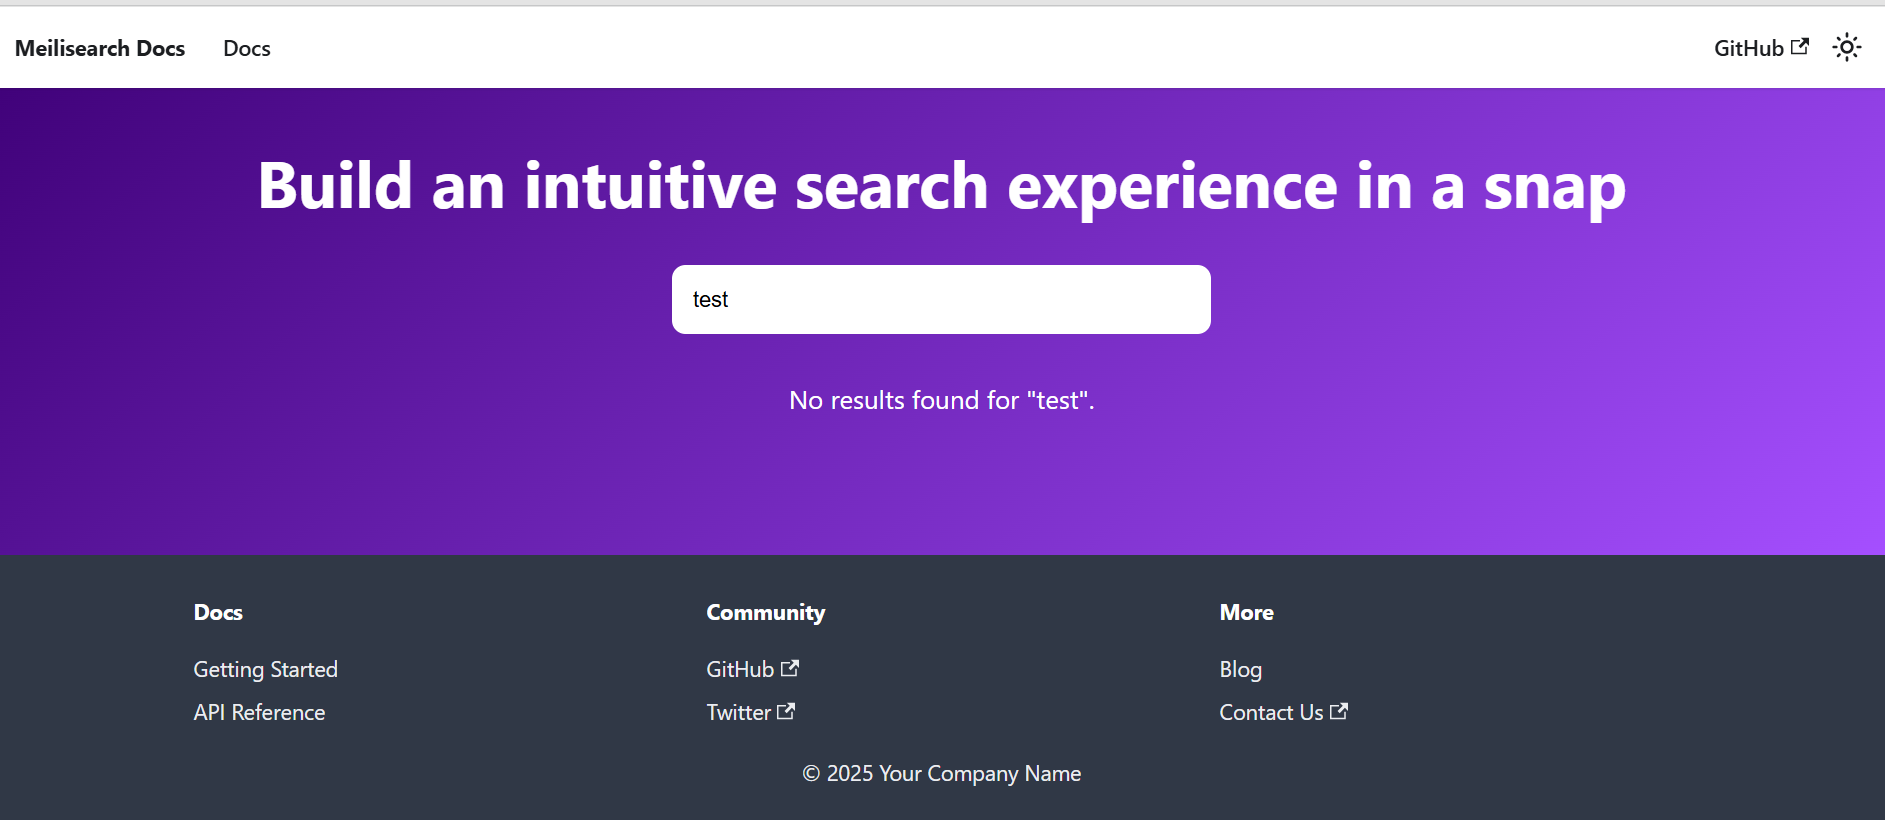 Meilisearch Docs Docs GitHub
Build an intuitive search experience in a snap
test
No results found for "test".
Docs Community More
Getting Started GitHub Blog
API Reference Twitter Contact Us
© 2025 Your Company Name